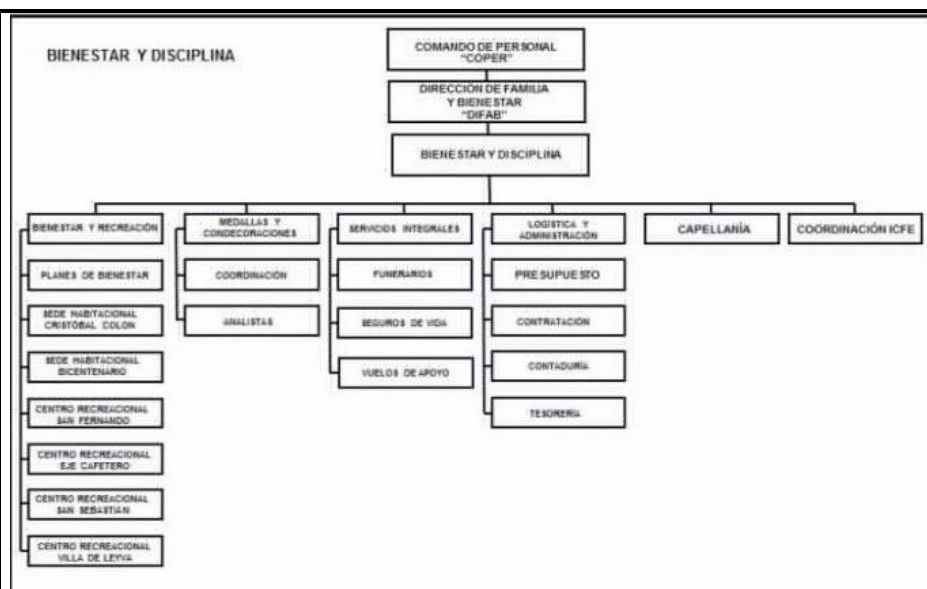 BIENESTAR Y DISCIPLINA
COMANDO DE PERSONAL
"COPER"
DIRECCIÓN DE FAMILIA
Y BIENESTAR
"DIFAB"
BIENESTAR Y DISCIPLINA
BIENESTAR Y RECREACIÓN
PLANES DE BIENESTAR
SEDE HABITACIONAL
CRISTÓBAL COLON
SEDE HABITACIONAL
BICENTENARIO
CENTRO RECREACIONAL
SAN FERNANDO
CENTRO RECREACIONAL
EJE CAFETERO
CENTRO RECREACIONAL
SAN SEBASTIÁN
CENTRO RECREACIONAL
VILLA DE LEYVA
MEDALLAS Y
CONDECORACIONES
COORDINACIÓN
ANALISTAS
SERVICIOS INTEGRALES
FUNERARIOS
SEGUROS DE VIDA
VUELOS DE APOYO
LOGÍSTICA Y
ADMINISTRACIÓN
PRESUPUESTO
CONTRATACIÓN
CONTADURÍA
TESORERÍA
CAPELLANÍA
COORDINACIÓN ICFE